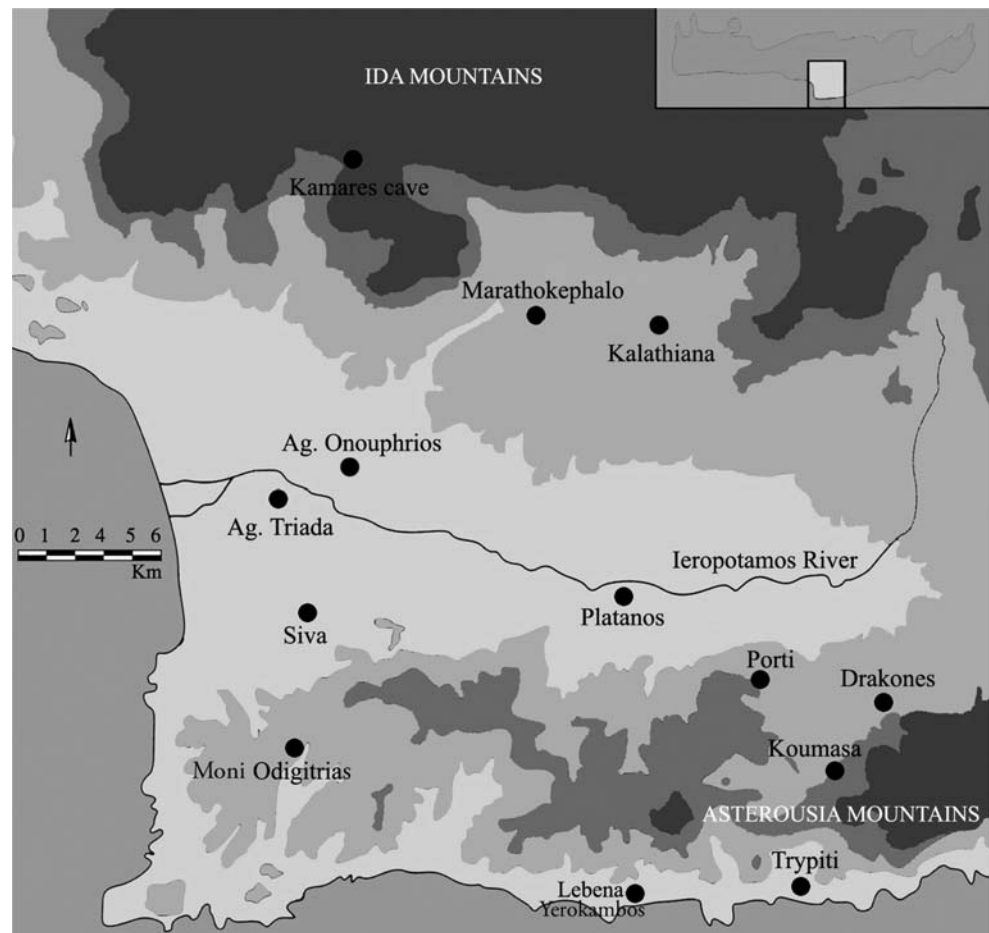 IDA MOUNTAINS
Kamares cave
Marathokephalo
Kalathiana
Ag. Onouphrios
Ag. Triada
0 1 2 4 5 6
Km
Ieropotamos River
Platanos
Siva
Porti
Drakones
Koumasa
Moni Odigitrias
ASTEROUSIA MOUNTAINS
Trypiti
Lebena
Yerokambos